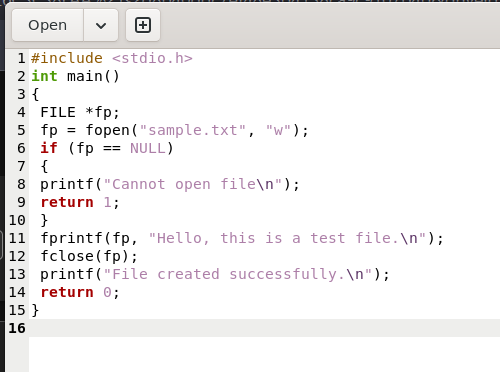 Open
1 #include <stdio.h>
2 int main()
3 {
4  FILE *fp;
5  fp = fopen("sample.txt", "w");
6  if (fp == NULL)
7  {
8  printf("Cannot open file\n");
9  return 1;
10  }
11  fprintf(fp, "Hello, this is a test file.\n");
12  fclose(fp);
13  printf("File created successfully.\n");
14  return 0;
15 }
16